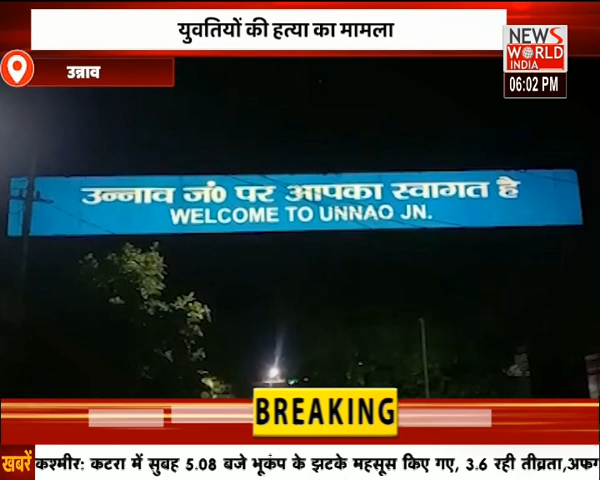 युवतियों की हत्या का मामला
NEWS
WORLD
INDIA
06:02 PM
उन्नाव
उन्नाव जं० पर आपका स्वागत है
WELCOME TO UNNAO JN.
BREAKING
खबरें कश्मीर: कटरा में सुबह 5.08 बजे भूकंप के झटके महसूस किए गए, 3.6 रही तीव्रता,अफग